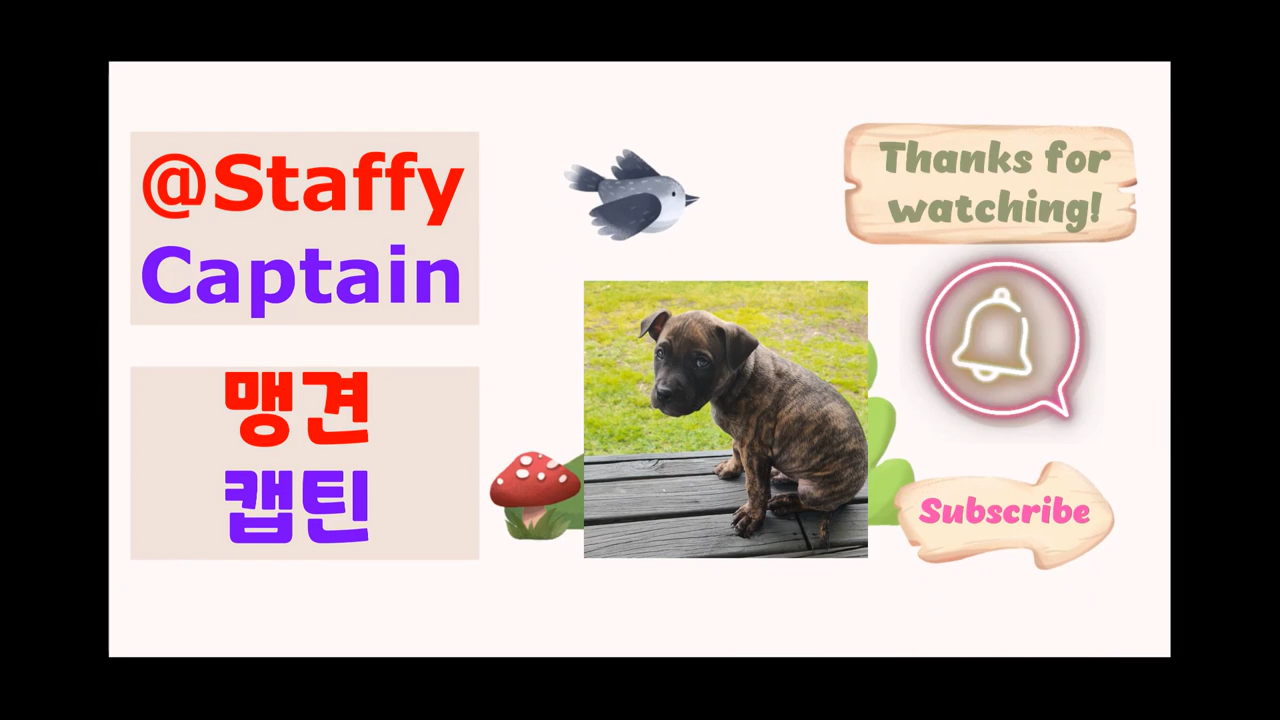 @Staffy
Captain
맹견
캡틴
Thanks for
watching!
Subscribe